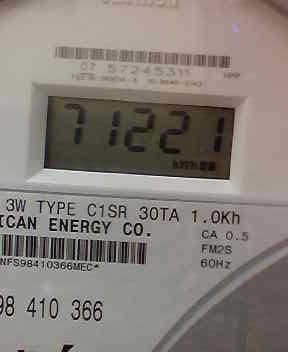 07 57245311
71221
kWh
3W TYPE C1SR 30TA 1.0Kh
ICAN ENERGY CO.
CA 0.5
FM2S
NFS98410366MEC*
60Hz
98 410 366